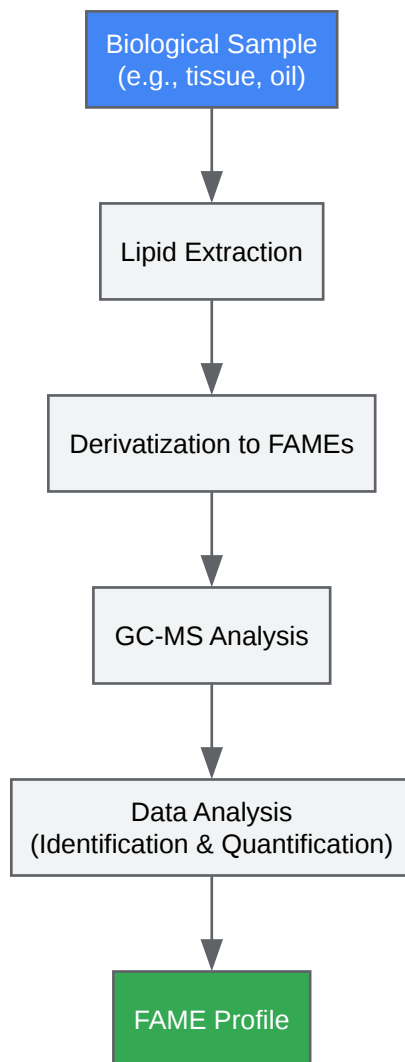 Biological Sample
(e.g., tissue, oil)
Lipid Extraction
Derivatization to FAMEs
GC-MS Analysis
Data Analysis
(Identification & Quantification)
FAME Profile